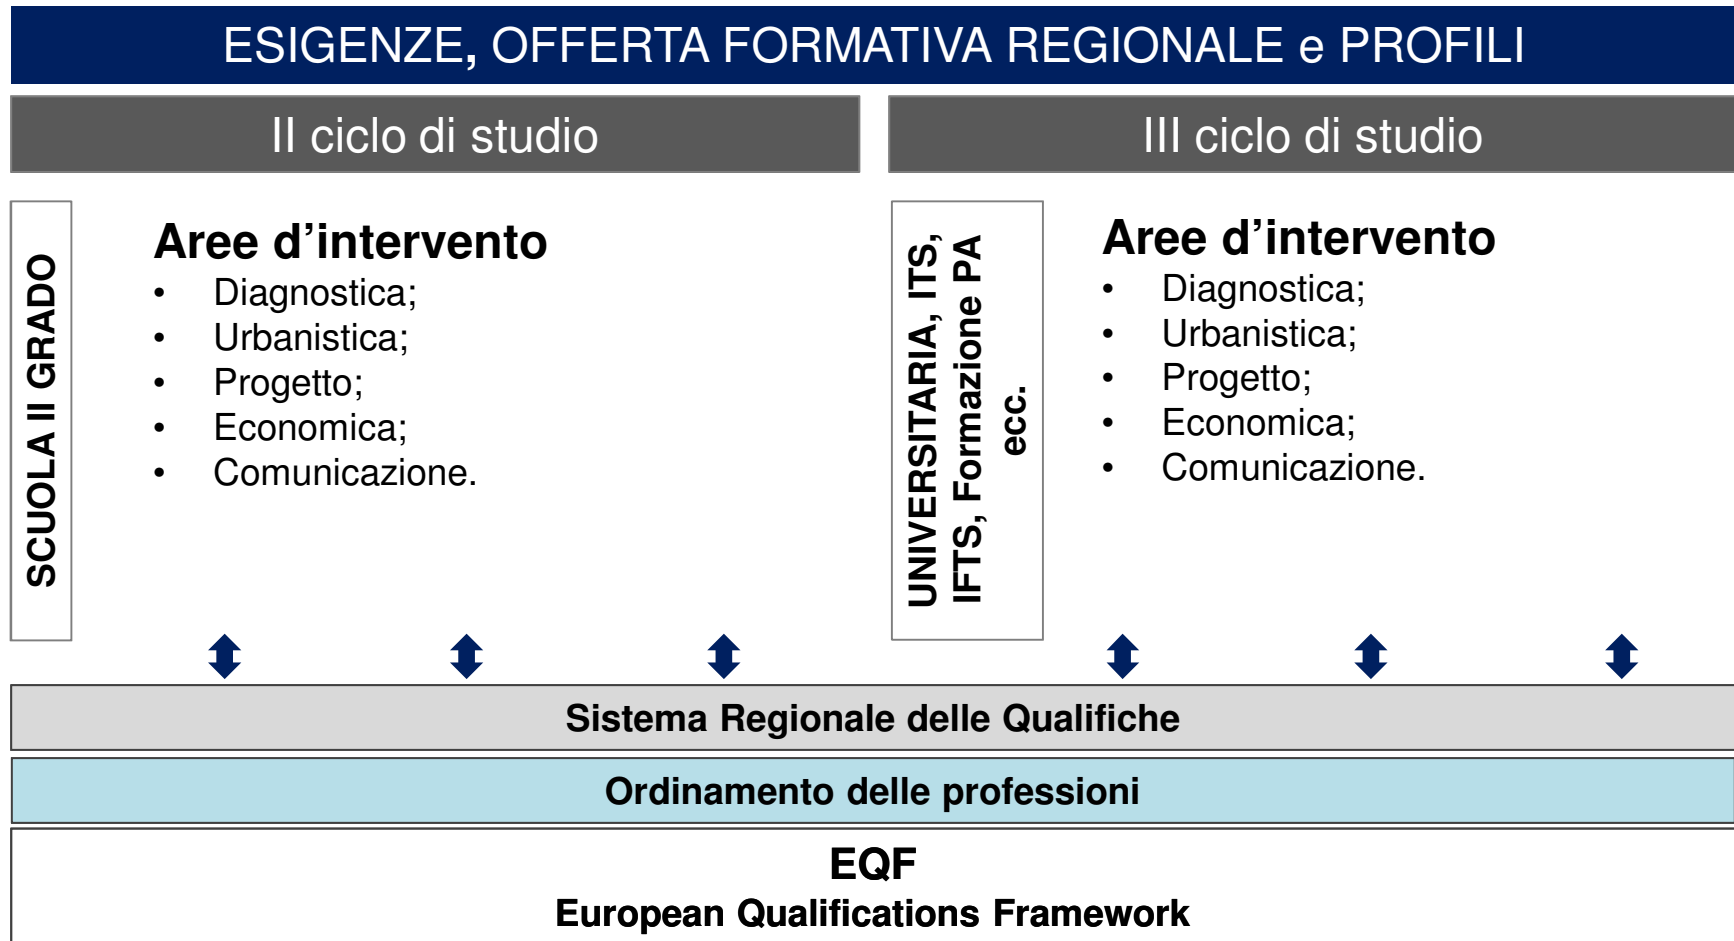 ESIGENZE, OFFERTA FORMATIVA REGIONALE e PROFILI
II ciclo di studio
III ciclo di studio
SCUOLA II GRADO
Aree d’intervento
• Diagnostica;
• Urbanistica;
• Progetto;
• Economica;
• Comunicazione.
UNIVERSITARIA, ITS,
IFTS, Formazione PA
ecc.
Aree d’intervento
• Diagnostica;
• Urbanistica;
• Progetto;
• Economica;
• Comunicazione.
Sistema Regionale delle Qualifiche
Ordinamento delle professioni
EQF
European Qualifications Framework